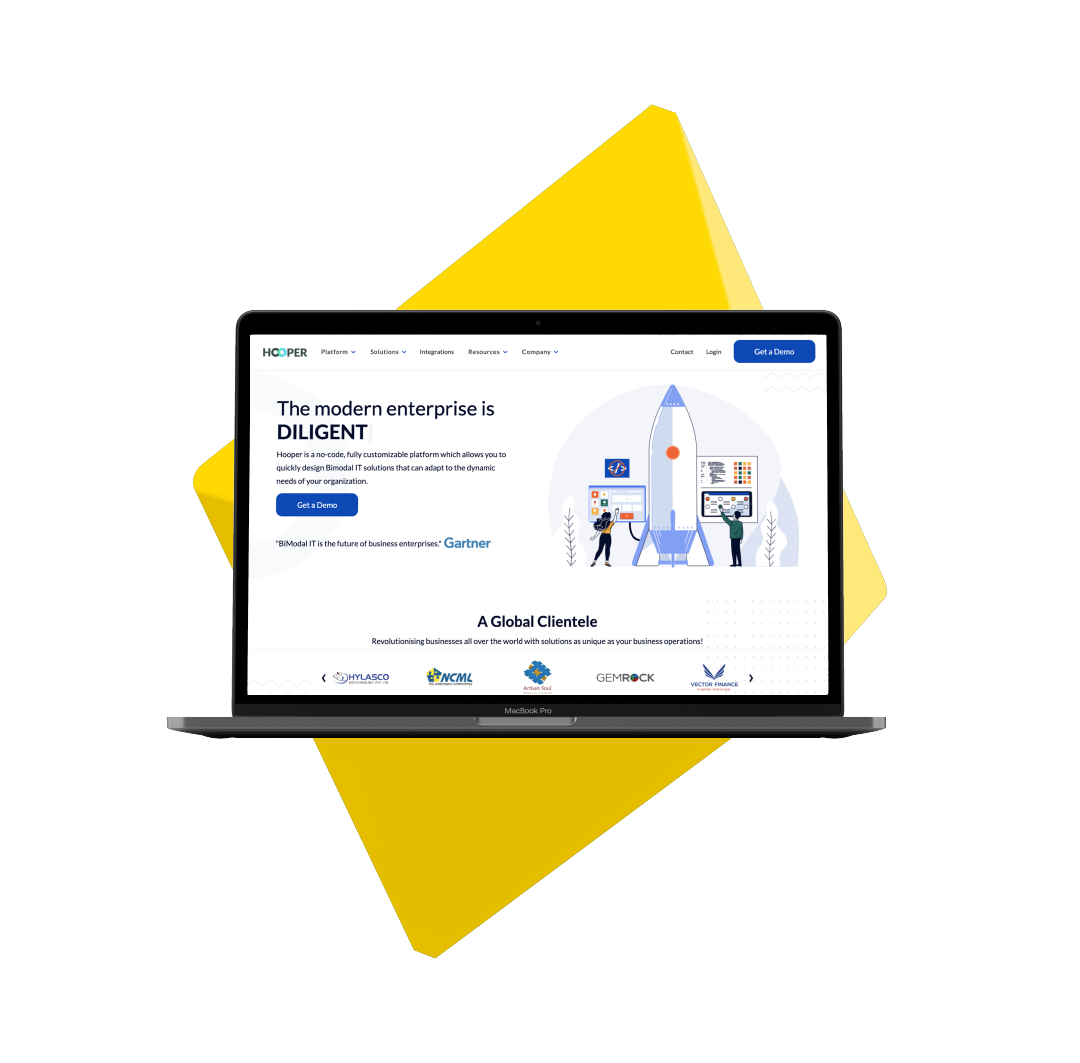 HOOPER Platform Solutions Integrations Resources Company Contact Login Get a Demo
The modern enterprise is
DILIGENT
Hooper is a no-code, fully customizable platform which allows you to
quickly design Bimodal IT solutions that can adapt to the dynamic
needs of your organization.
Get a Demo
"BiModal IT is the future of business enterprises." Gartner
A Global Clientele
Revolutionising businesses all over the world with solutions as unique as your business operations!
HYLASCO NCML Artisan Soul GEMROCK VECTOR FINANCE
MacBook Pro